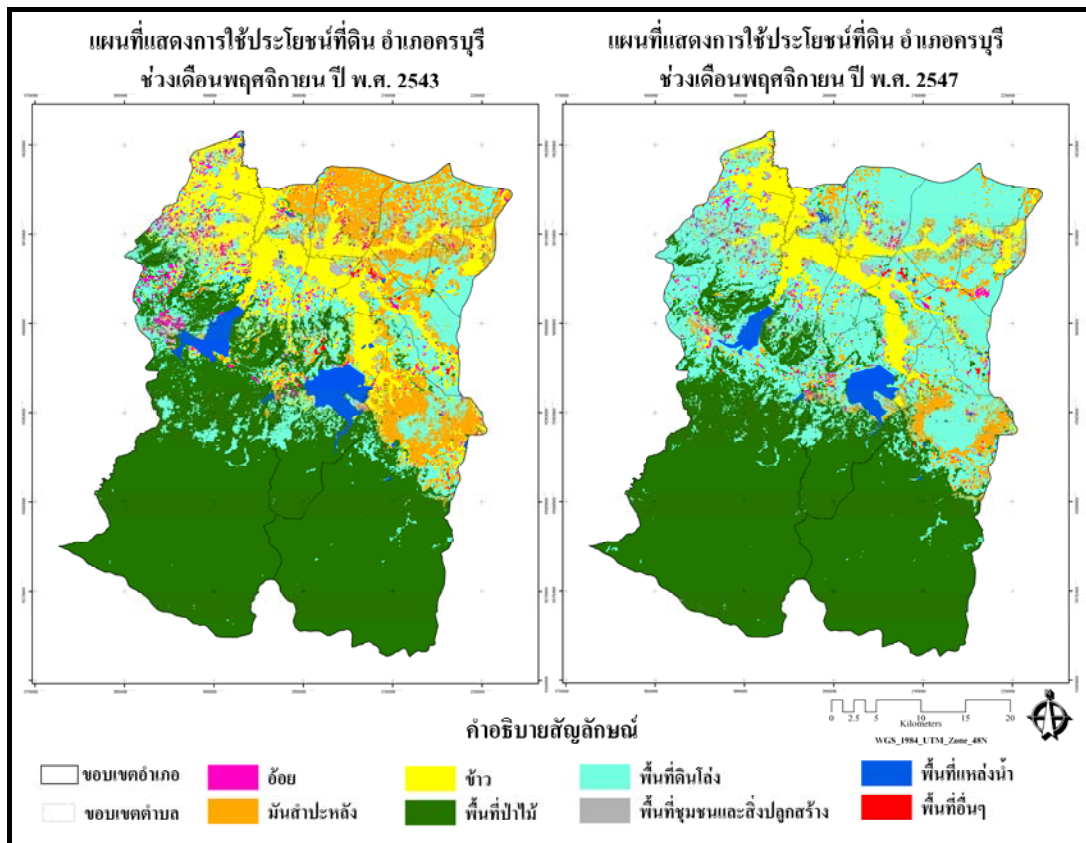 แผนที่แสดงการใช้ประโยชน์ที่ดิน อำเภอครบุรี
ช่วงเดือนพฤศจิกายน ปี พ.ศ. 2543
แผนที่แสดงการใช้ประโยชน์ที่ดิน อำเภอครบุรี
ช่วงเดือนพฤศจิกายน ปี พ.ศ. 2547
คำอธิบายสัญลักษณ์
0 2.5 5 10 15 20
Kilometers
WGS_1984_UTM_Zone_48N
ขอบเขตอำเภอ อ้อย ข้าว พื้นที่ดินโล่ง พื้นที่แหล่งน้ำ
ขอบเขตตำบล มันสำปะหลัง พื้นที่ป่าไม้ พื้นที่ชุมชนและสิ่งปลูกสร้าง พื้นที่อื่นๆ